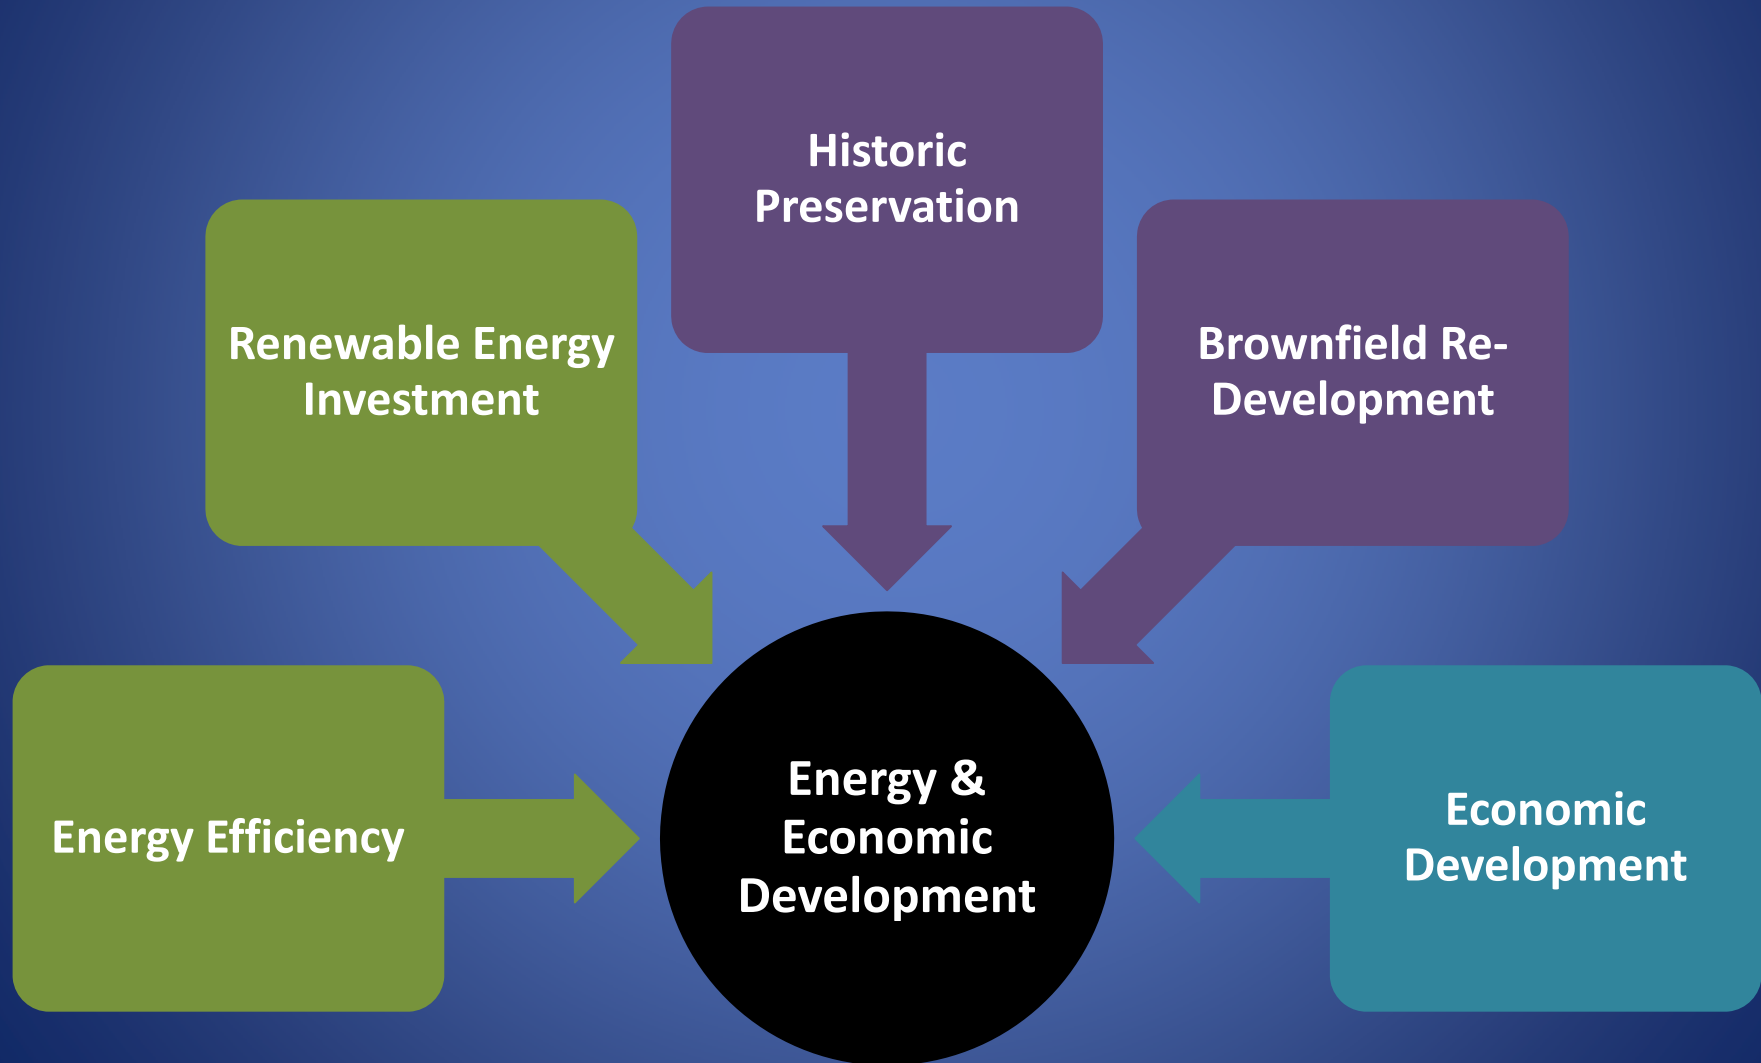 Historic
Preservation
Renewable Energy
Investment
Brownfield Re-
Development
Energy Efficiency
Energy &
Economic
Development
Economic
Development